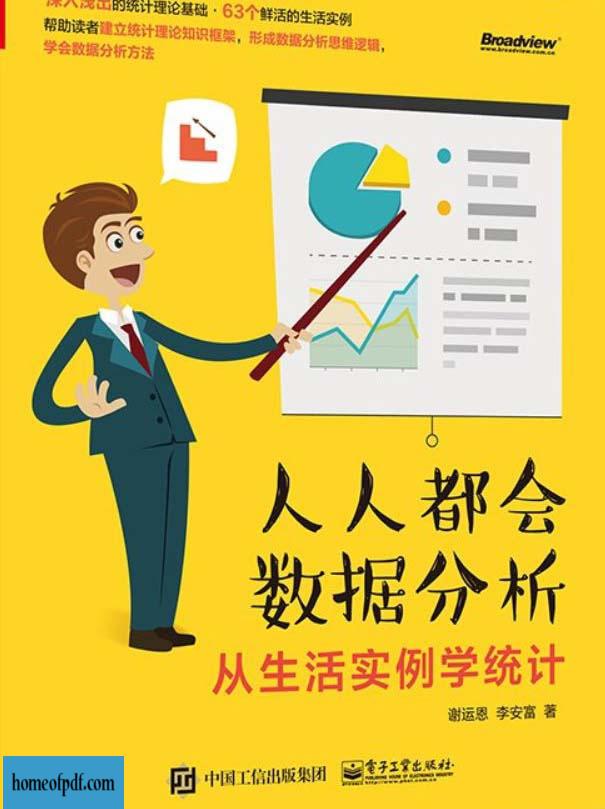 深入浅出的统计理论基础·63个鲜活的生活实例
帮助读者建立统计理论知识框架，形成数据分析思维逻辑，
学会数据分析方法
Broadview®
www.broadview.com.cn
人人都会
数据分析
从生活实例学统计
谢运恩 李安富 著
中国工信出版集团
电子工业出版社·
PUBLISHING HOUSE OF ELECTRONICS INDUSTRY
http://www.phei.com.cn
homeofpdf.com